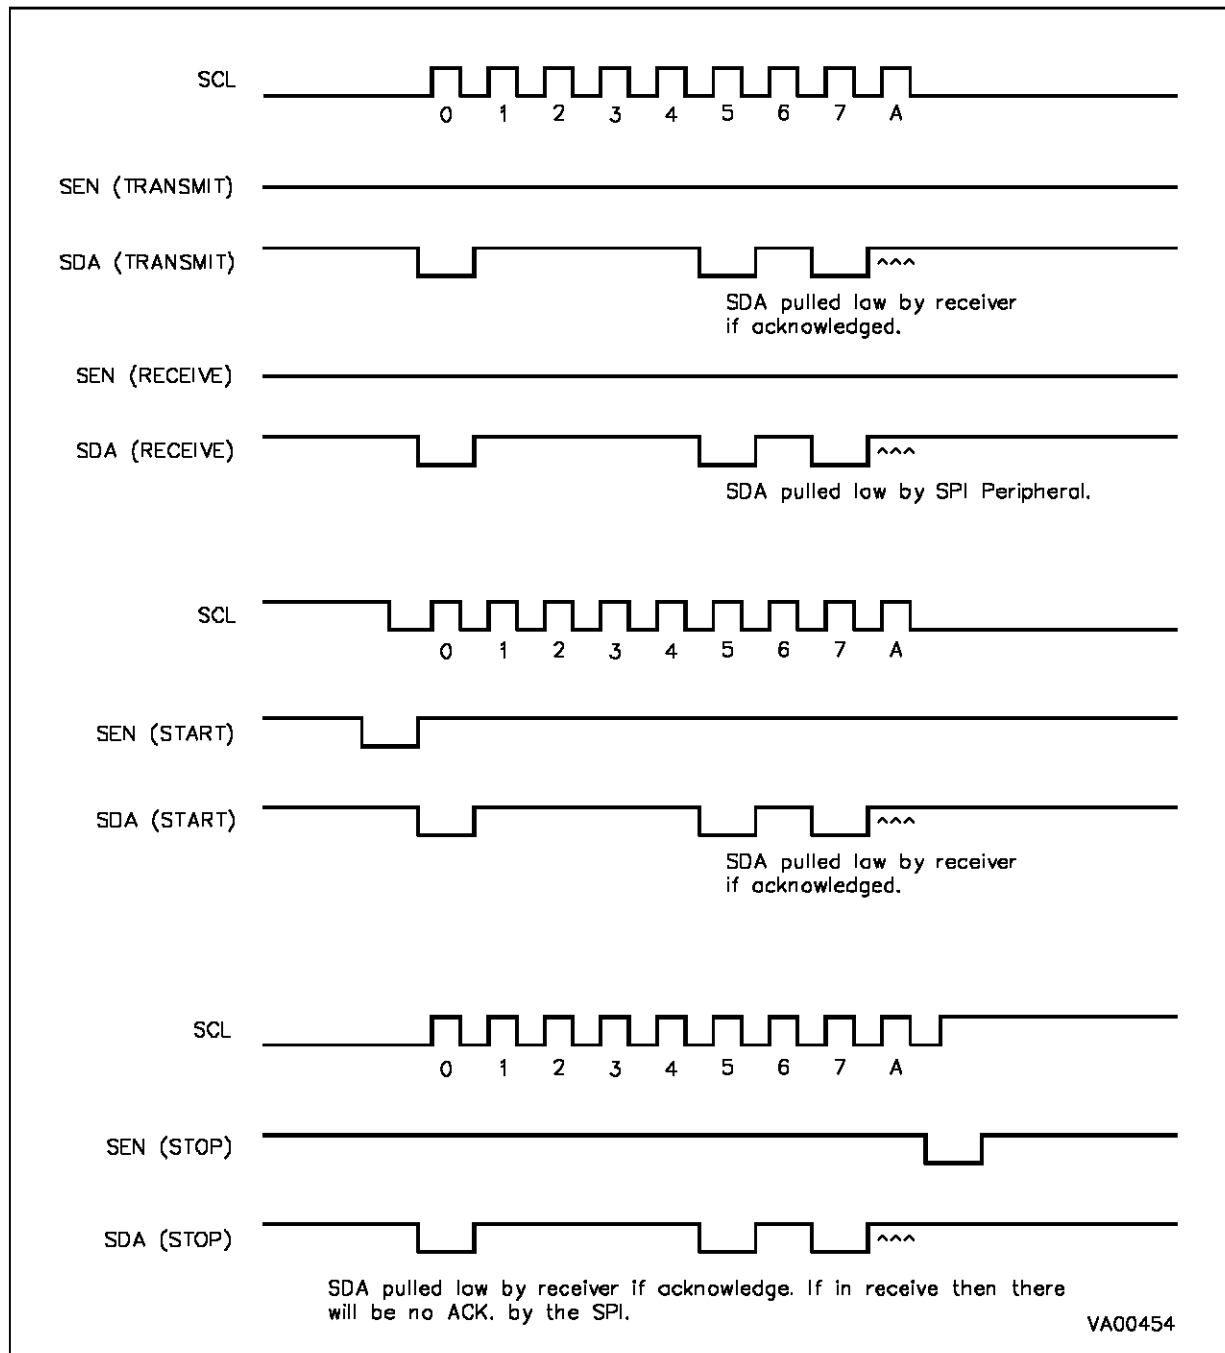 SCL
0 1 2 3 4 5 6 7 A
SEN (TRANSMIT)
SDA (TRANSMIT)
^^^
SDA pulled law by receiver
if acknowledged.
SEN (RECEIVE)
SDA (RECEIVE)
^^^
SDA pulled law by SPI Peripheral.
SCL
0 1 2 3 4 5 6 7 A
SEN (START)
SDA (START)
^^^
SDA pulled law by receiver
if acknowledged.
SCL
0 1 2 3 4 5 6 7 A
SEN (STOP)
SDA (STOP)
^^^
SDA pulled law by receiver if acknowledge. If in receive then there
will be no ACK. by the SPI.
VA00454